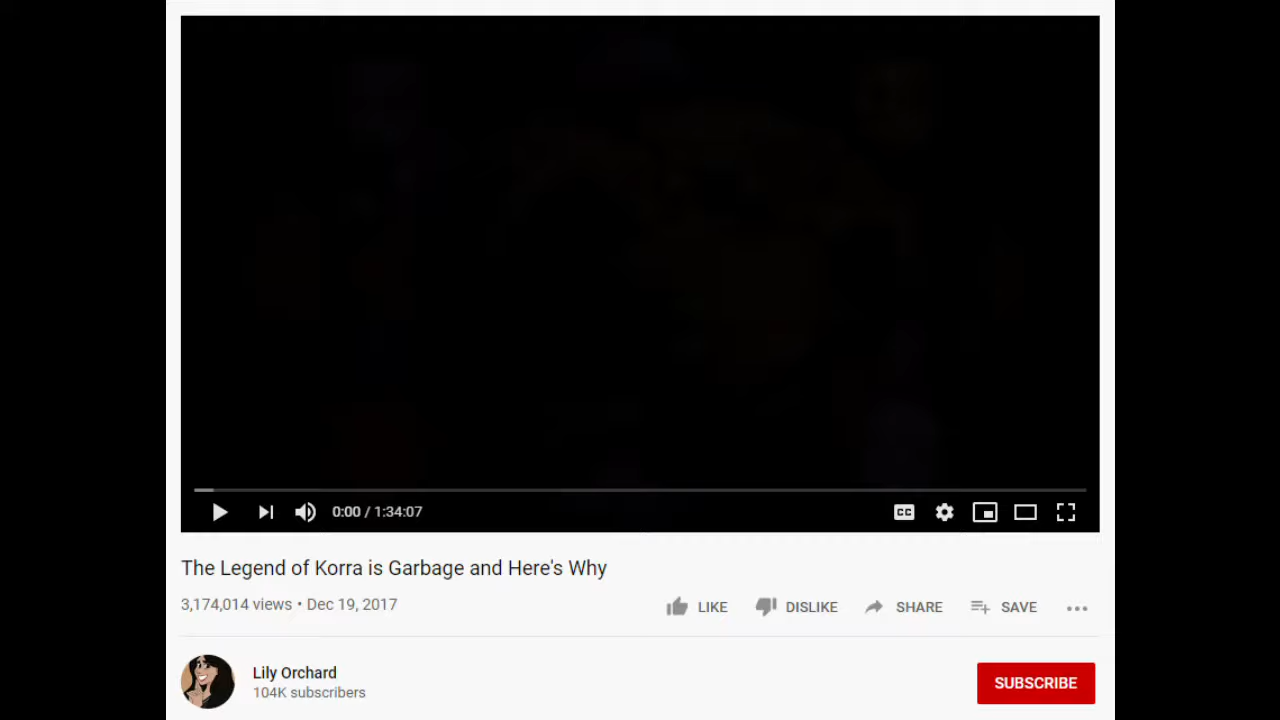 CC
0:00 / 1:34:07
The Legend of Korra is Garbage and Here's Why
3,174,014 views • Dec 19, 2017
LIKE DISLIKE SHARE SAVE
Lily Orchard
104K subscribers
SUBSCRIBE